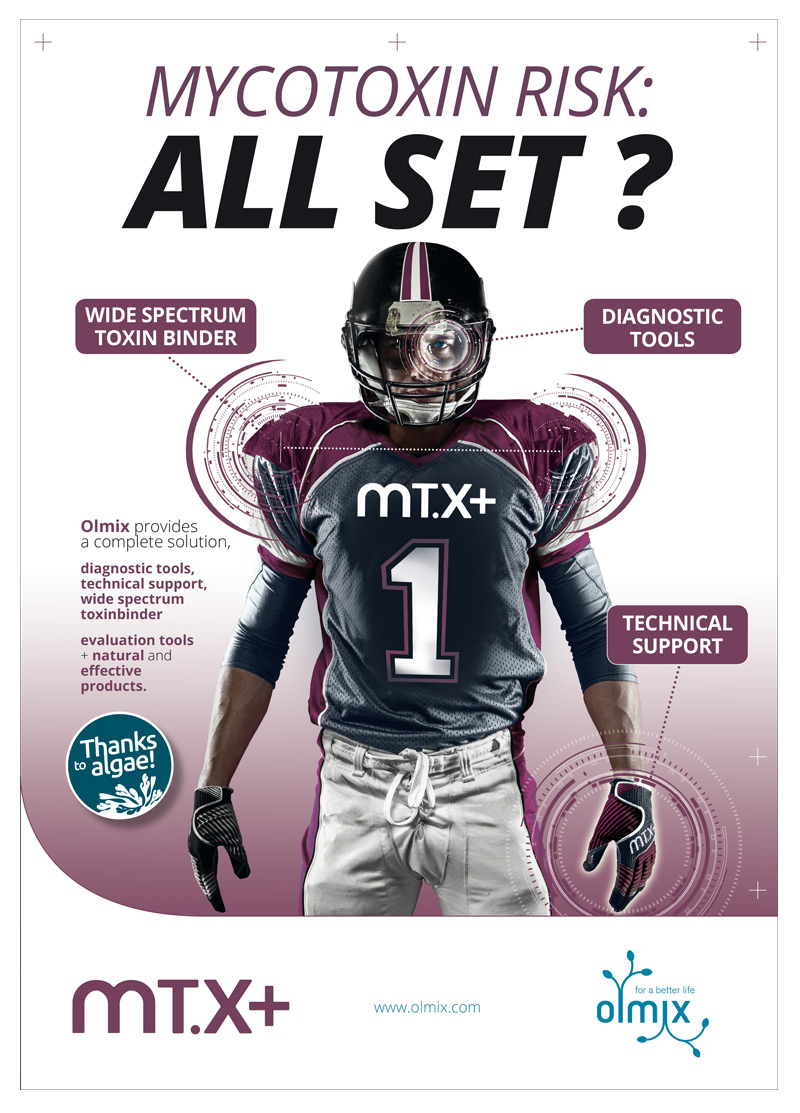 MYCOTOXIN RISK:
ALL SET ?
WIDE SPECTRUM
TOXIN BINDER
DIAGNOSTIC
TOOLS
MT.X+
1
Olmix provides
a complete solution,
diagnostic tools,
technical support,
wide spectrum
toxinbinder
evaluation tools
+ natural and
effective
products.
TECHNICAL
SUPPORT
Thanks
to algae!
MT.X+
MT.X+
www.olmix.com
for a better life
olmix